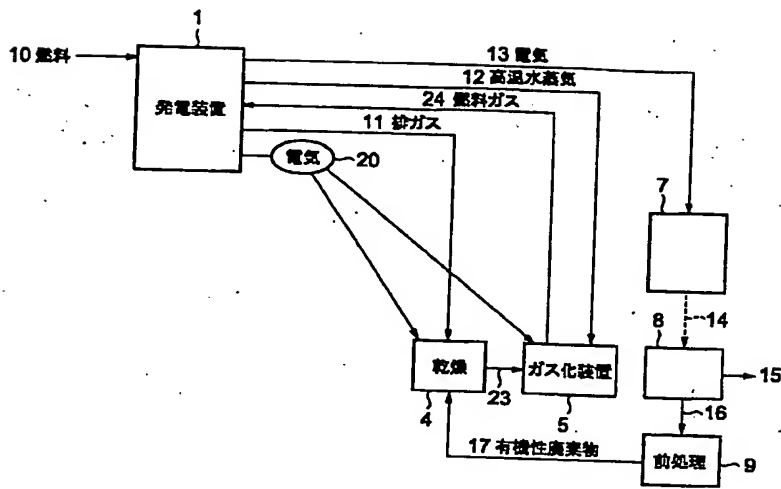 1
10 燃料
発電装置
13 電気
12 高温水蒸気
24 燃料ガス
11 排ガス
電気
20
7
14
8
15
16
乾燥
4
23
ガス化装置
5
17 有機性廃棄物
前処理
9